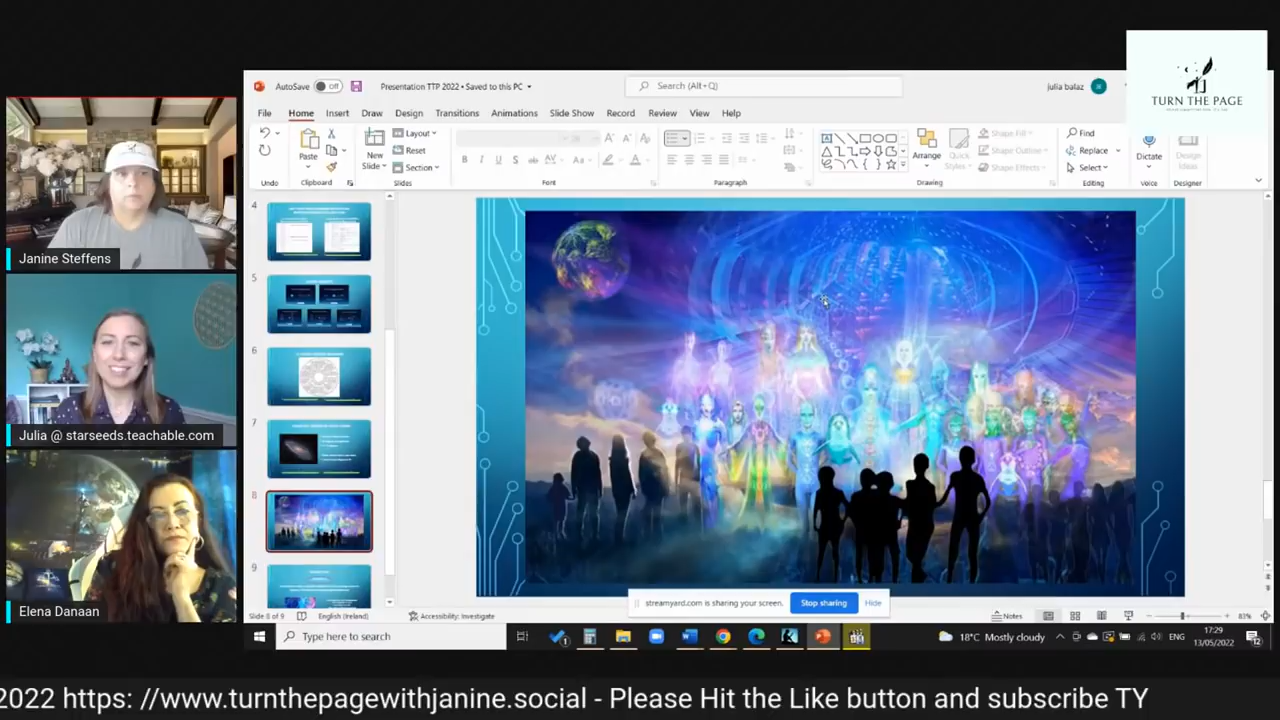 AutoSave
Off
Presentation TTP 2022 • Saved to this PC
Search (Alt+Q)
julia balaz
TURN THE PAGE
File Home Insert Draw Design Transitions Animations Slide Show Record Review View Help
Paste
New Slide
Layout
Reset
Section
Arrange
Quick Styles
Shape Fill
Shape Outline
Shape Effects
Find
Replace
Select
Dictate
Design Ideas
Undo Clipboard Slides Font Paragraph Drawing Editing Voice Designer
4
5
6
7
8
9
Janine Steffens
Julia @ starseeds.teachable.com
Elena Danaan
streamyard.com is sharing your screen.
Stop sharing
Hide
Slide 8 of 9
English (Ireland)
Accessibility: Investigate
Notes
83%
Type here to search
18°C Mostly cloudy
ENG
17:29
13/05/2022
12
2022 https: //www.turnthepagewithjanine.social - Please Hit the Like button and subscribe TY